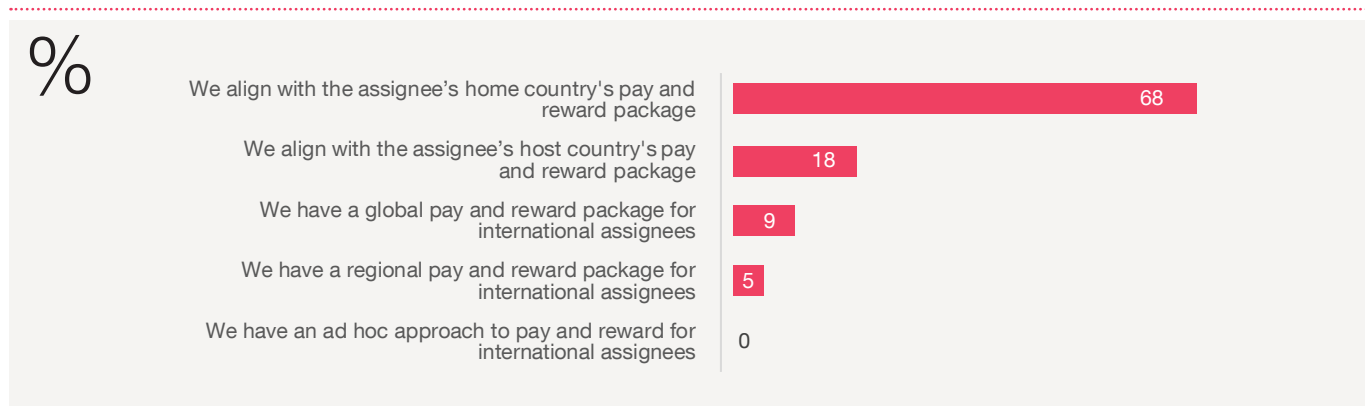 %
We align with the assignee’s home country's pay and
reward package
68
We align with the assignee’s host country's pay
and reward package
18
We have a global pay and reward package for
international assignees
9
We have a regional pay and reward package for
international assignees
5
We have an ad hoc approach to pay and reward for
international assignees
0